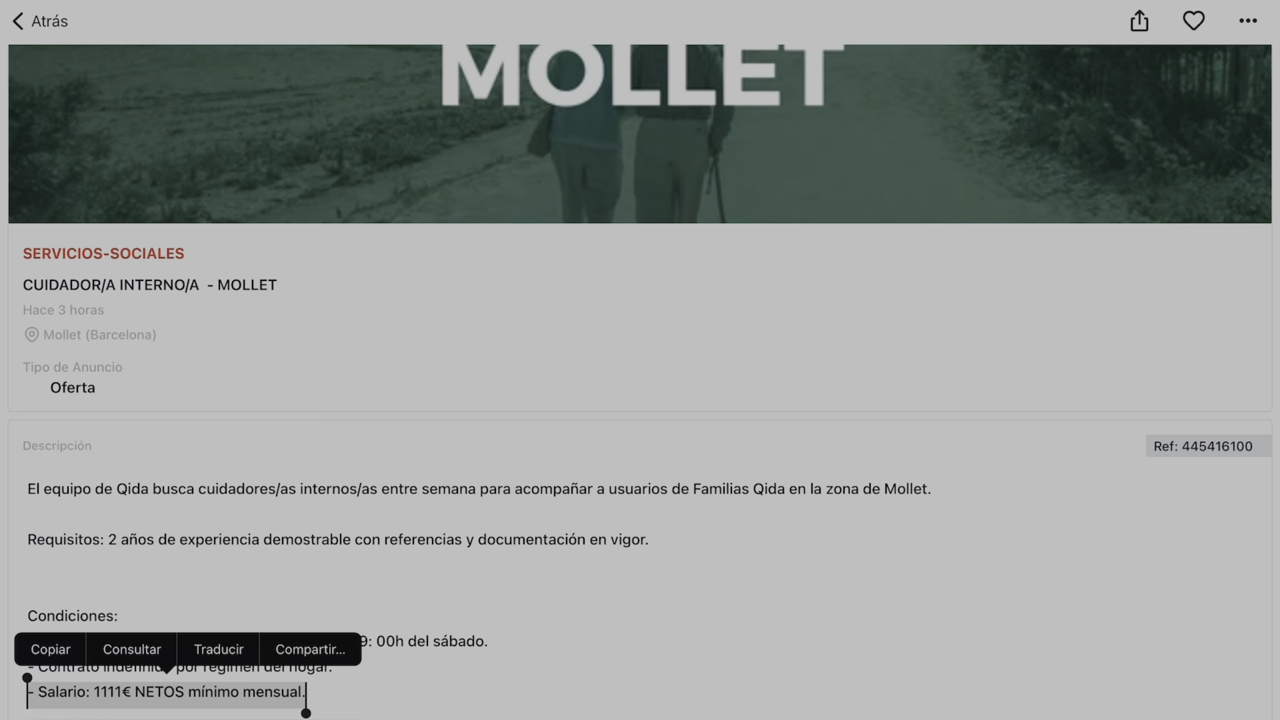 Atrás
MOLLET
SERVICIOS-SOCIALES
CUIDADOR/A INTERNO/A - MOLLET
Hace 3 horas
Mollet (Barcelona)
Tipo de Anuncio
Oferta
Descripción
Ref: 445416100
El equipo de Qida busca cuidadores/as internos/as entre semana para acompañar a usuarios de Familias Qida en la zona de Mollet.
Requisitos: 2 años de experiencia demostrable con referencias y documentación en vigor.
Condiciones:
9: 00h del sábado.
Copiar Consultar Traducir Compartir...
- Contrato indefinido por régimen del hogar.
- Salario: 1111€ NETOS mínimo mensual.